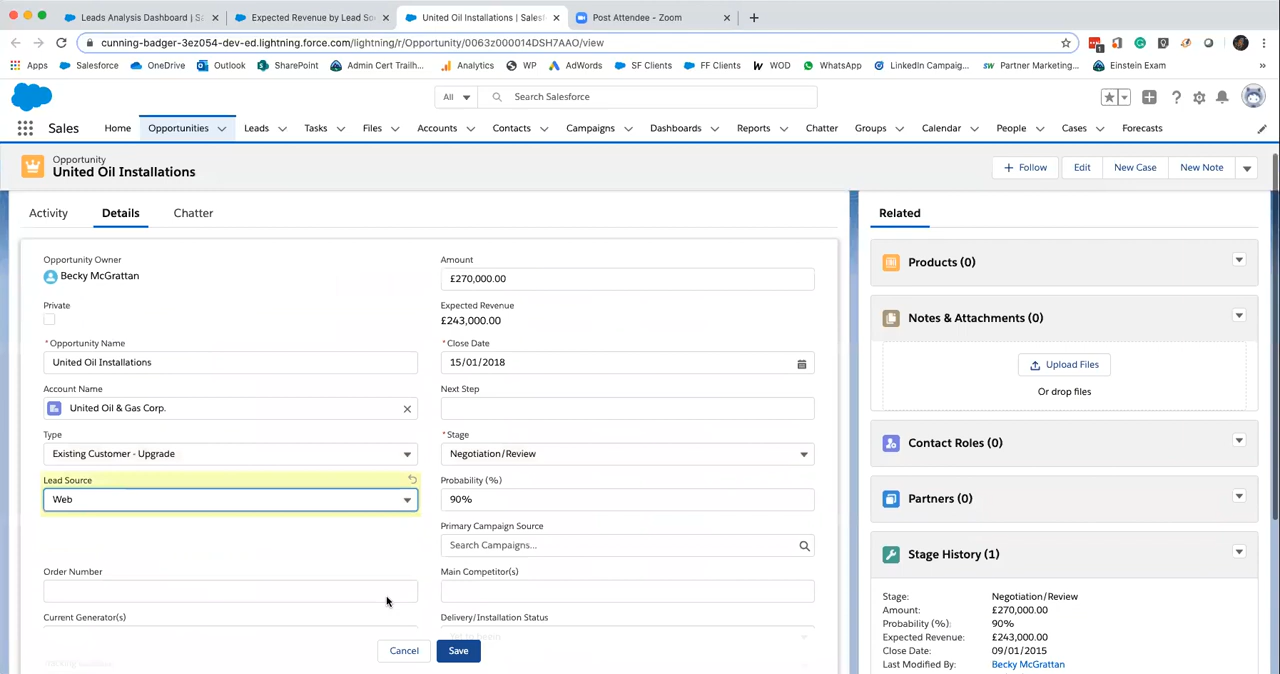 Leads Analysis Dashboard | Sa
Expected Revenue by Lead So
United Oil Installations | Salesf
Post Attendee - Zoom
cunning-badger-3ez054-dev-ed.lightning.force.com/lightning/r/Opportunity/0063z000014DSH7AAO/view
Apps Salesforce OneDrive Outlook SharePoint Admin Cert Trailh... Analytics WP AdWords SF Clients FF Clients WOD WhatsApp LinkedIn Campaig... Partner Marketing... Einstein Exam »
All Search Salesforce
Sales Home Opportunities Leads Tasks Files Accounts Contacts Campaigns Dashboards Reports Chatter Groups Calendar People Cases Forecasts
Opportunity
United Oil Installations
+ Follow Edit New Case New Note
Activity Details Chatter
Opportunity Owner
Becky McGrattan
Private
* Opportunity Name
United Oil Installations
Account Name
United Oil & Gas Corp.
Type
Existing Customer - Upgrade
Lead Source
Web
Order Number
Current Generator(s)
Amount
£270,000.00
Expected Revenue
£243,000.00
* Close Date
15/01/2018
Next Step
* Stage
Negotiation/Review
Probability (%)
90%
Primary Campaign Source
Search Campaigns...
Main Competitor(s)
Delivery/Installation Status
Yet to begin
Cancel Save
Related
Products (0)
Notes & Attachments (0)
Upload Files
Or drop files
Contact Roles (0)
Partners (0)
Stage History (1)
Stage: Negotiation/Review
Amount: £270,000.00
Probability (%): 90%
Expected Revenue: £243,000.00
Close Date: 09/01/2015
Last Modified By: Becky McGrattan